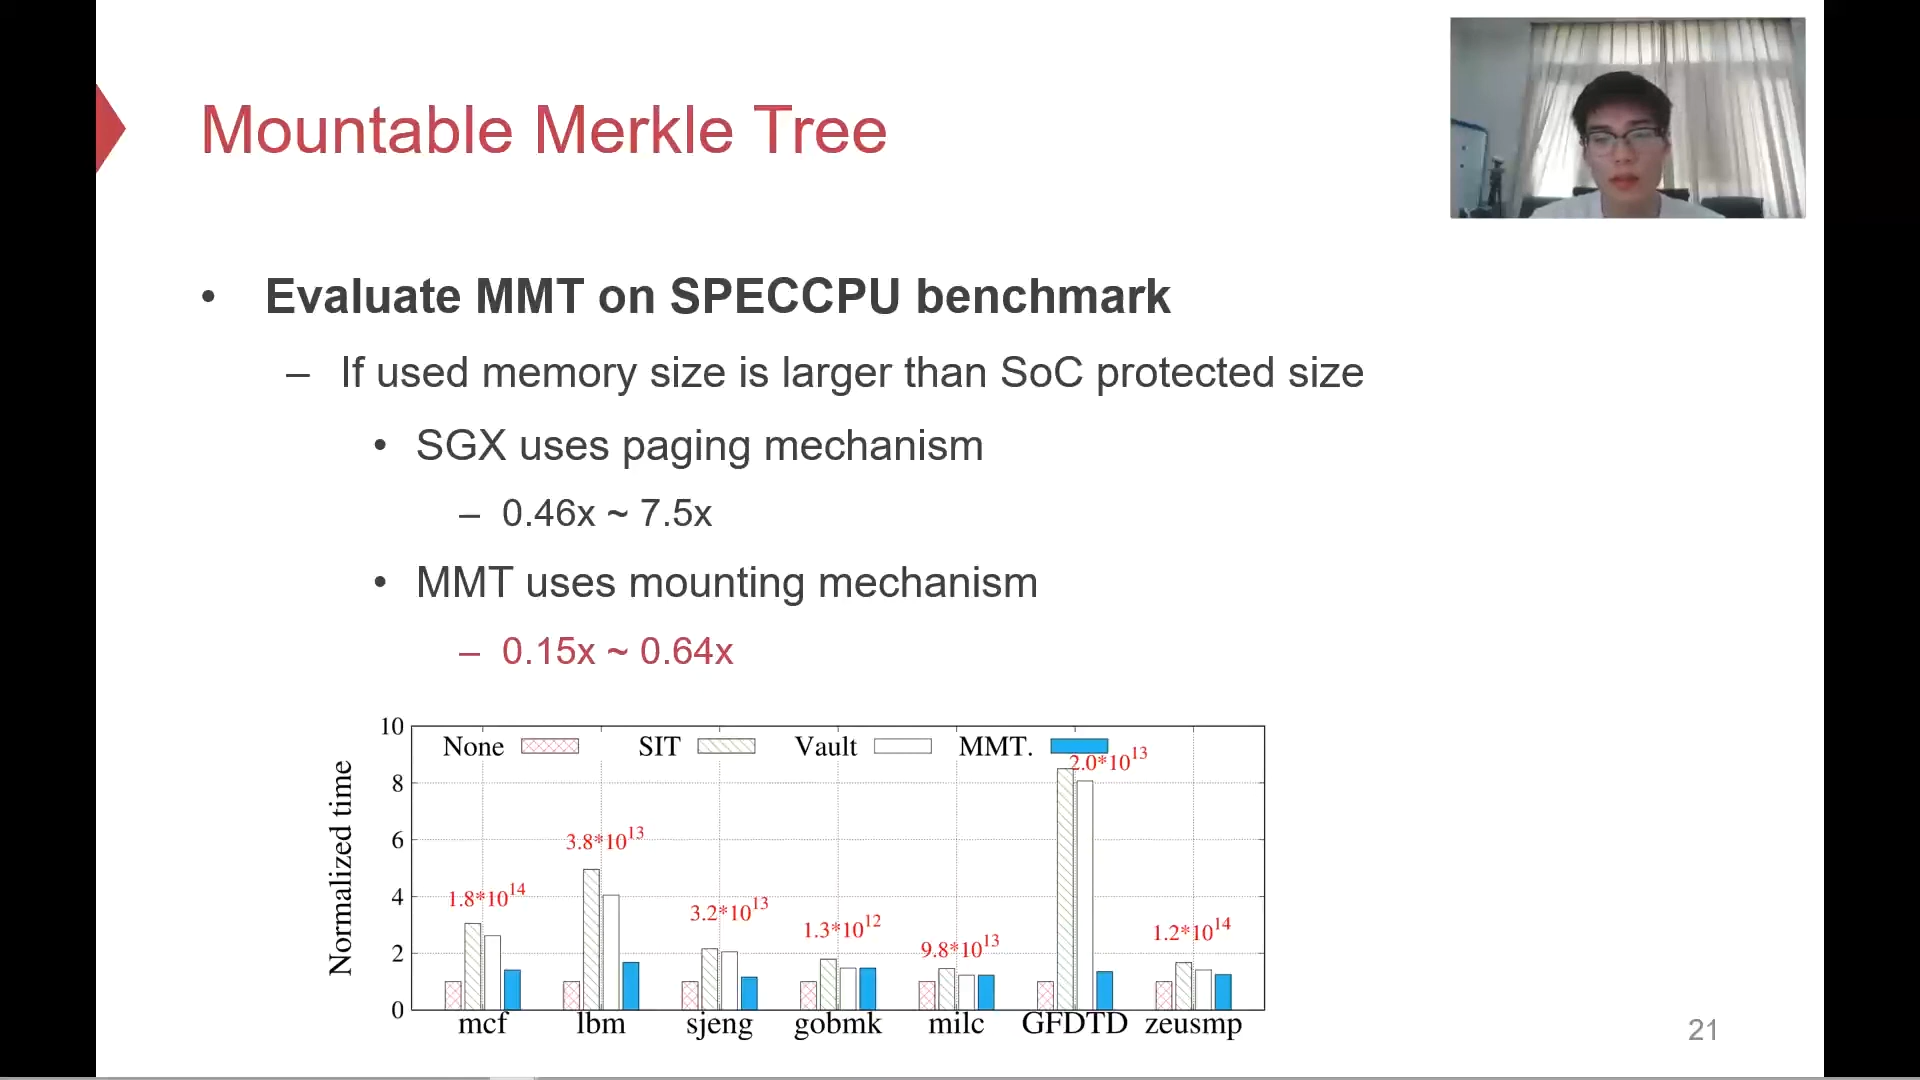 Mountable Merkle Tree
• Evaluate MMT on SPECCPU benchmark
– If used memory size is larger than SoC protected size
• SGX uses paging mechanism
– 0.46x ~ 7.5x
• MMT uses mounting mechanism
– 0.15x ~ 0.64x
Normalized time
10
8
6
4
2
0
None SIT Vault MMT.
1.8*10^14
3.8*10^13
3.2*10^13
1.3*10^12
9.8*10^13
2.0*10^13
1.2*10^14
mcf lbm sjeng gobmk milc GFDTD zeusmp
21